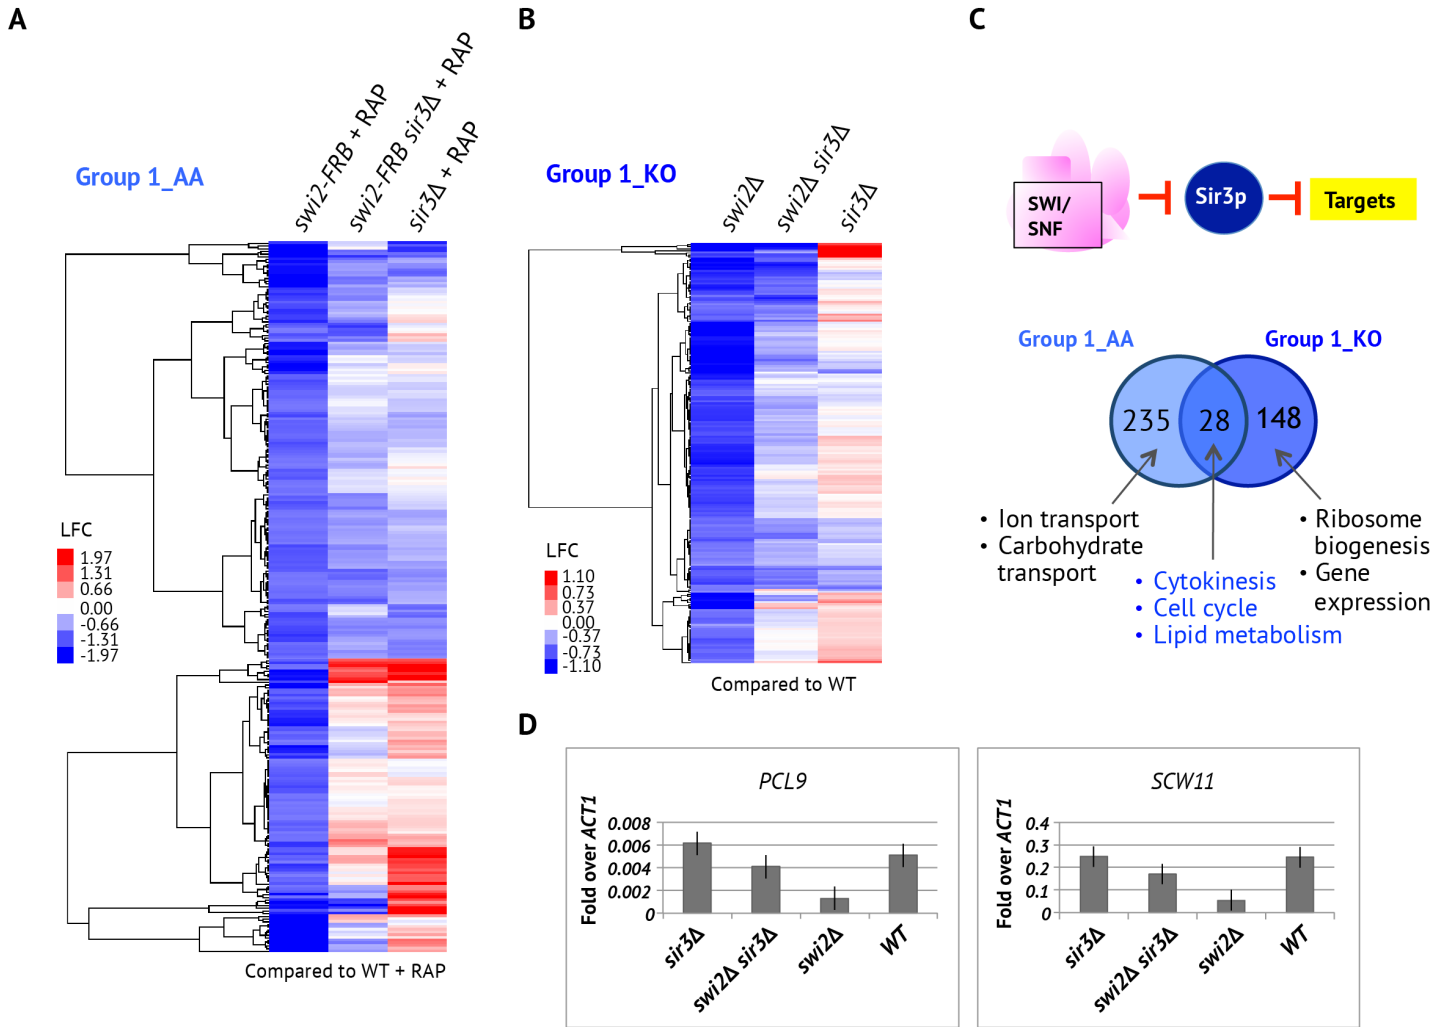 A
Group 1_AA
swi2-FRB + RAP
swi2-FRB sir3Δ + RAP
sir3Δ + RAP
LFC
1.97
1.31
0.66
0.00
-0.66
-1.31
-1.97
Compared to WT + RAP
B
Group 1_KO
swi2Δ
swi2Δ sir3Δ
sir3Δ
LFC
1.10
0.73
0.37
0.00
-0.37
-0.73
-1.10
Compared to WT
C
SWI/
SNF
Sir3p
Targets
Group 1_AA
Group 1_KO
235
28
148
• Ion transport
• Carbohydrate
transport
• Cytokinesis
• Cell cycle
• Lipid metabolism
• Ribosome
biogenesis
• Gene
expression
D
PCL9
Fold over ACT1
0.008
0.006
0.004
0.002
0
sir3Δ
swi2Δ sir3Δ
swi2Δ
WT
SCW11
Fold over ACT1
0.4
0.3
0.2
0.1
0
sir3Δ
swi2Δ sir3Δ
swi2Δ
WT